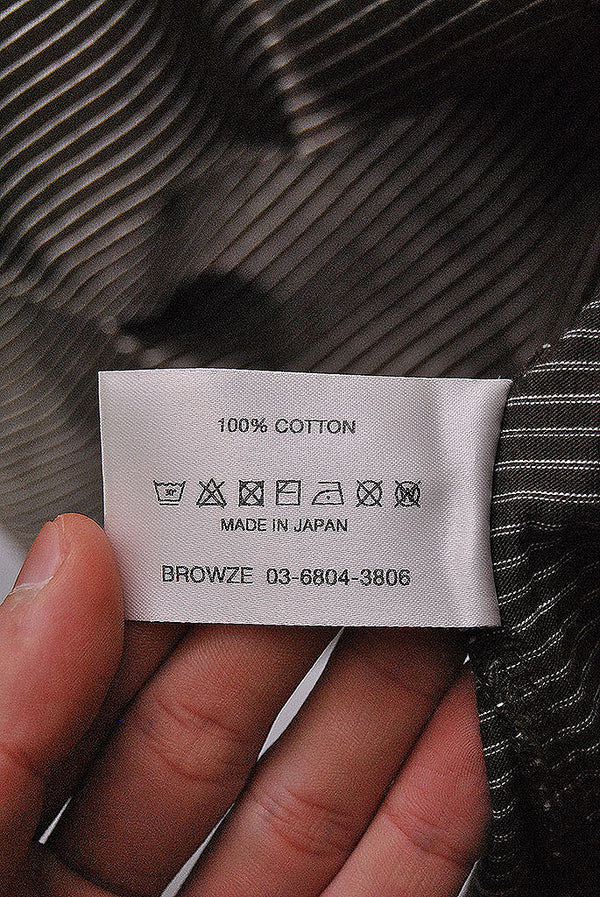 100% COTTON
MADE IN JAPAN
BROWZE 03-6804-3806